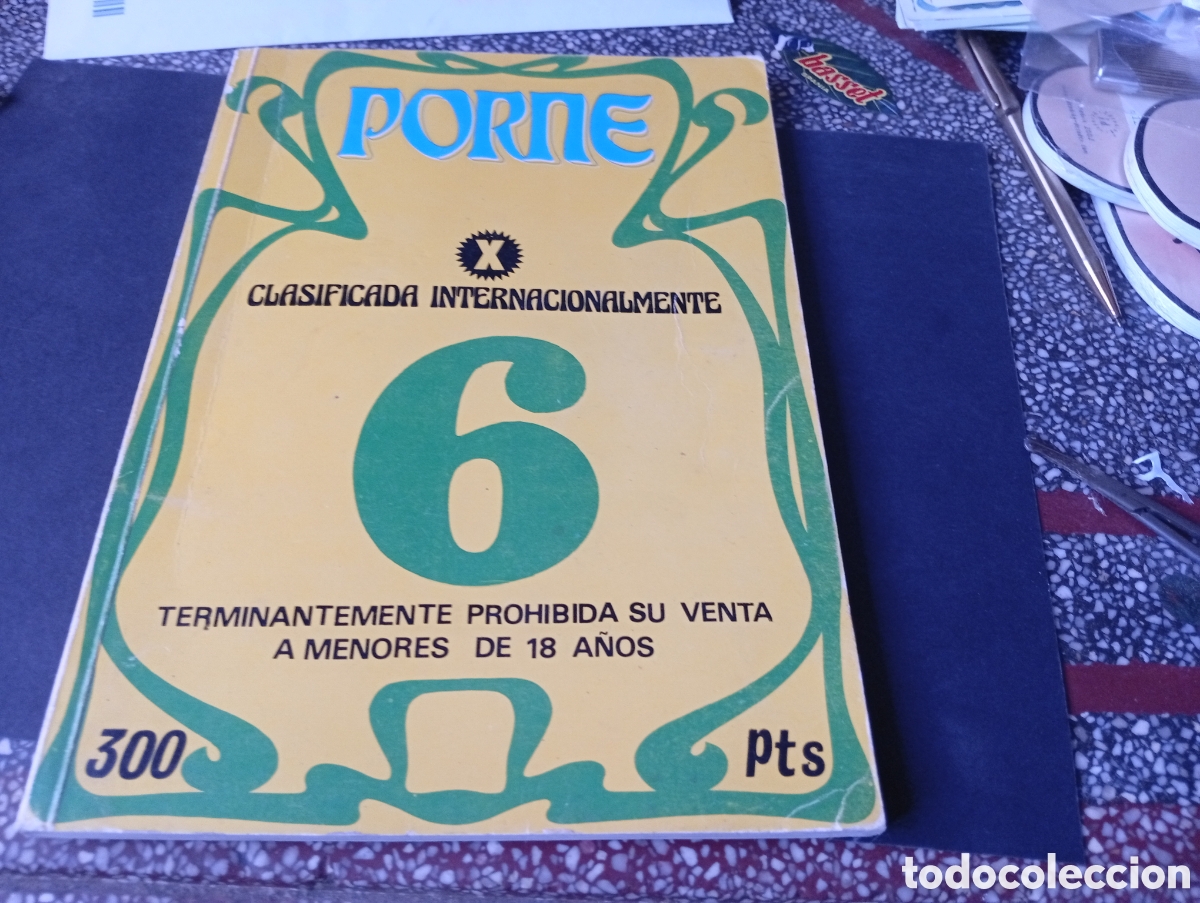 PORNE
X
CLASIFICADA INTERNACIONALMENTE
6
TERMINANTEMENTE PROHIBIDA SU VENTA
A MENORES DE 18 AÑOS
300 Pts
basset
todocoleccion